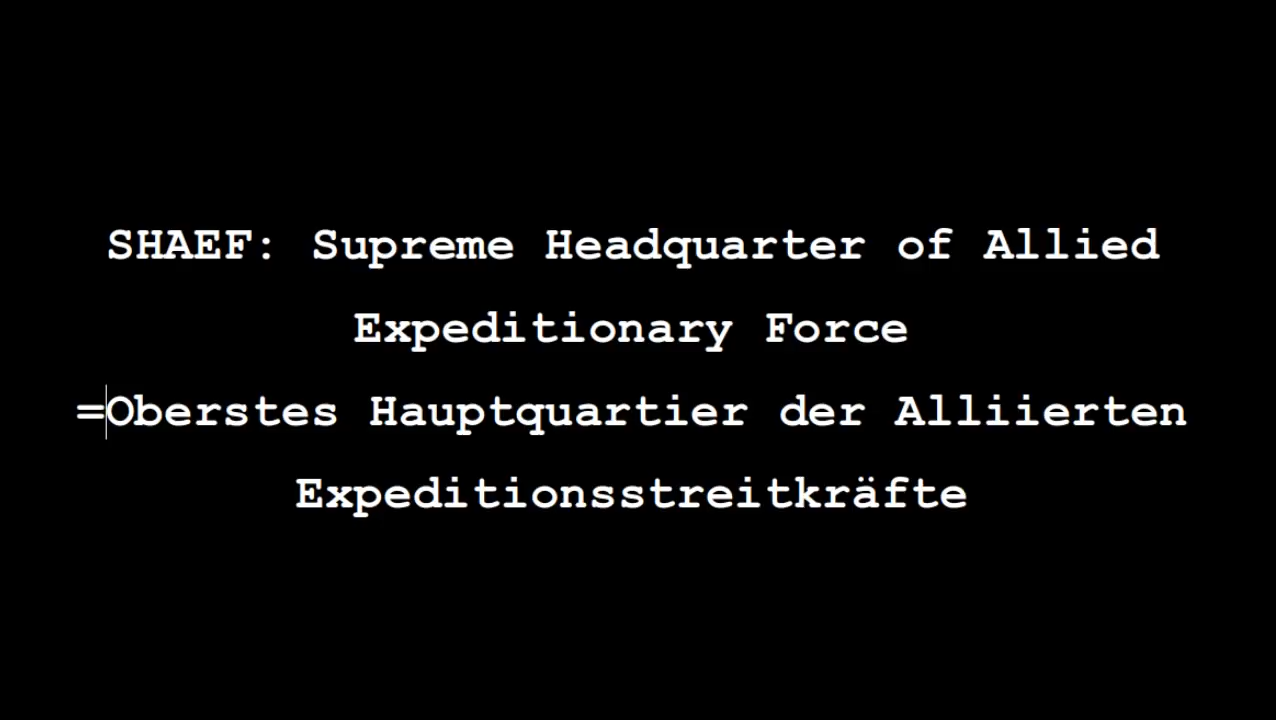 SHAEF: Supreme Headquarter of Allied
Expeditionary Force
=Oberstes Hauptquartier der Alliierten
Expeditionsstreitkräfte